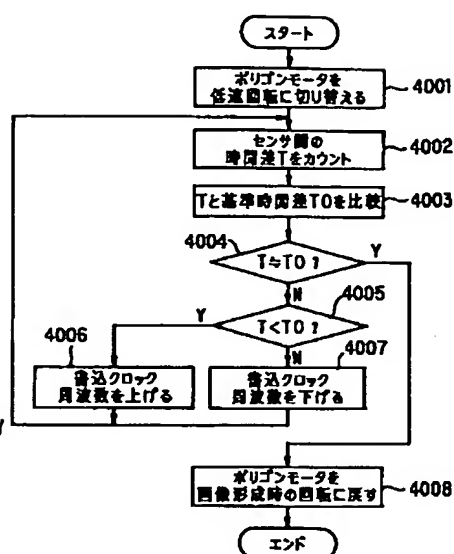 スタート
ポリゴンモータを
低速回転に切り替える
4001
センサ間の
時間差Tをカウント
4002
Tと基準時間差T0を比較
4003
4004
T≒T0?
Y
N
4005
T<T0?
Y
N
4006
書込クロック
周波数を上げる
4007
書込クロック
周波数を下げる
ポリゴンモータを
画像形成時の回転に戻す
4008
エンド